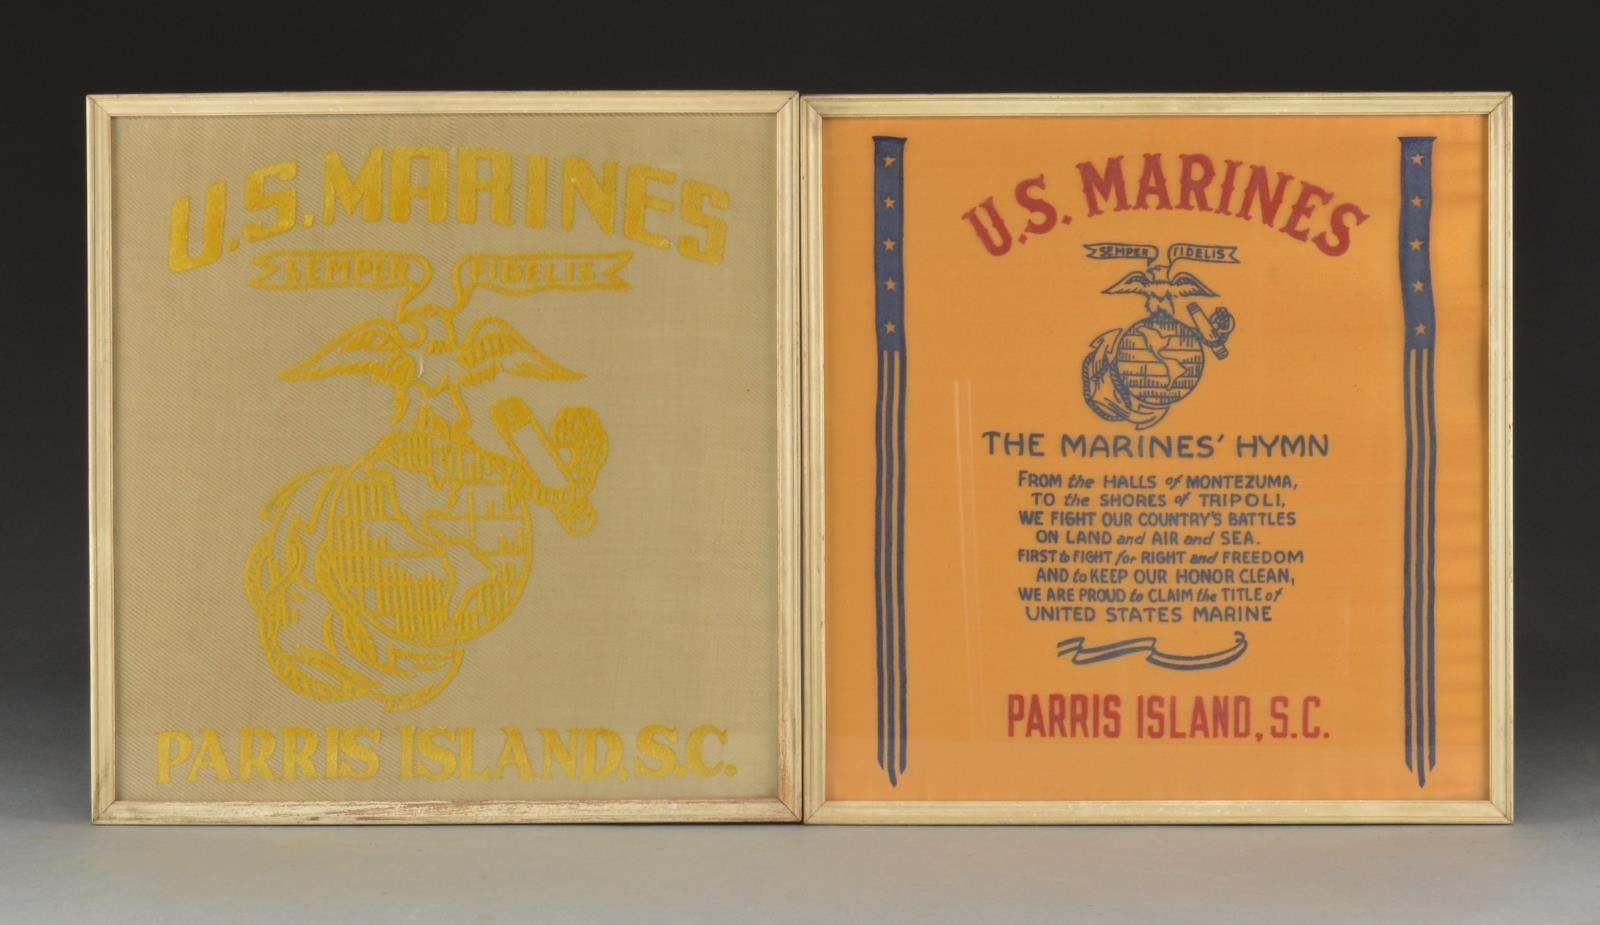 U.S. MARINES
SEMPER FIDELIS
PARRIS ISLAND, S.C.
U.S. MARINES
SEMPER FIDELIS
THE MARINES' HYMN
FROM the HALLS of MONTEZUMA,
TO the SHORES of TRIPOLI,
WE FIGHT OUR COUNTRY'S BATTLES
ON LAND and AIR and SEA.
FIRST to FIGHT for RIGHT and FREEDOM
AND to KEEP OUR HONOR CLEAN,
WE ARE PROUD to CLAIM the TITLE of
UNITED STATES MARINE
PARRIS ISLAND, S.C.